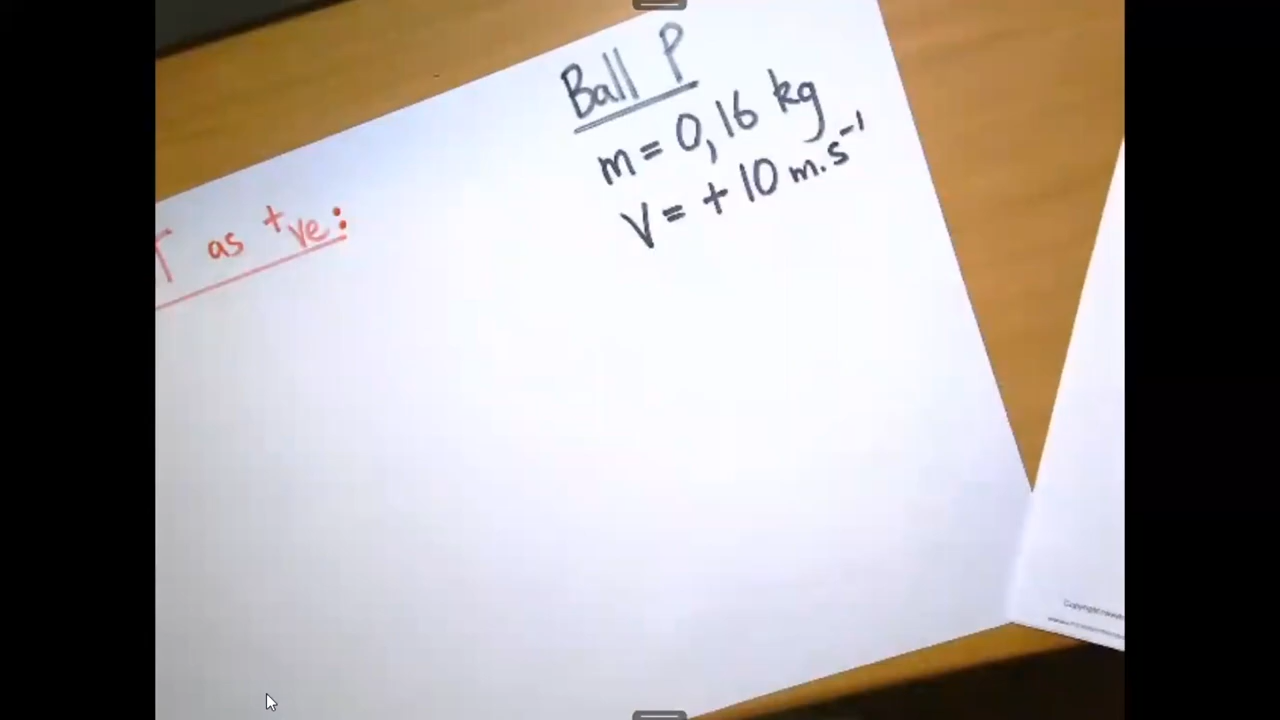 Ball P
m = 0,16 kg
V = + 10 m.s⁻¹
as +ve: